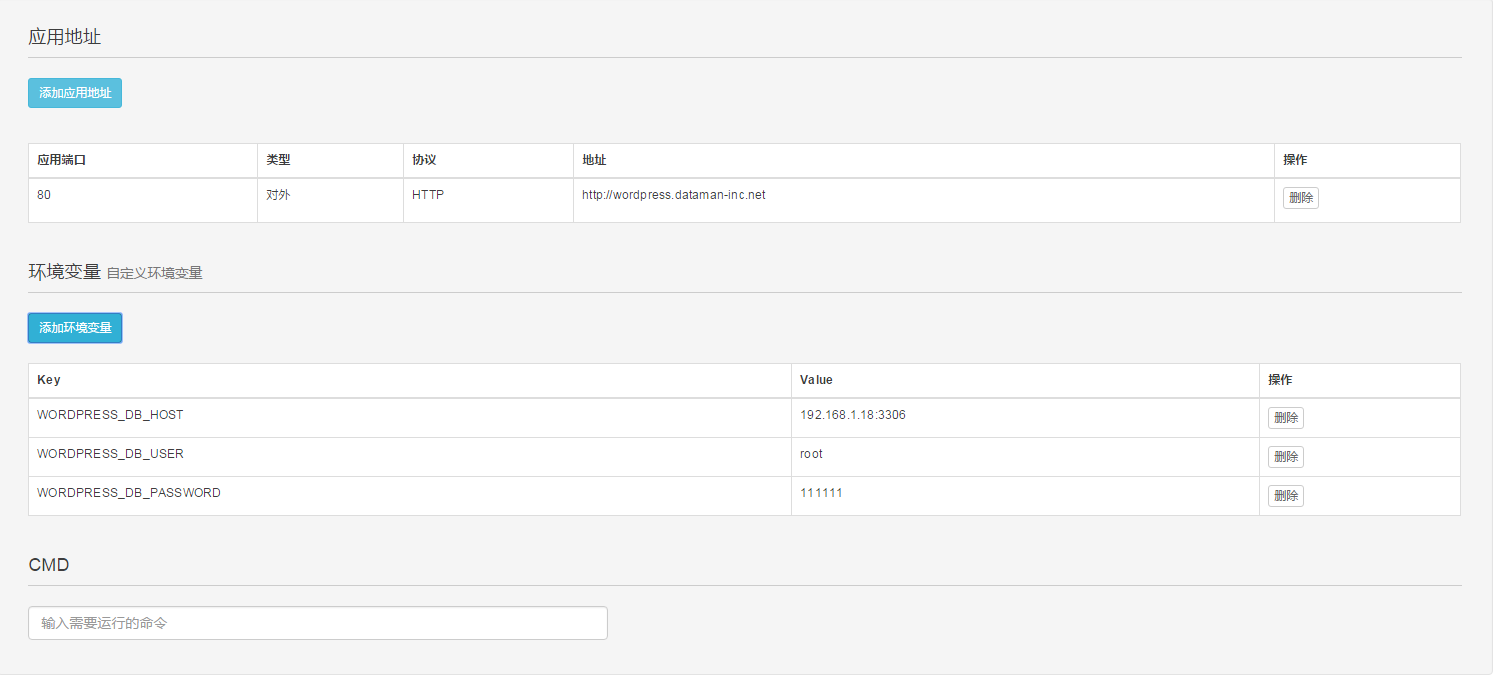 应用地址
添加应用地址
应用端口 类型 协议 地址 操作
80 对外 HTTP http://wordpress.dataman-inc.net 删除
环境变量 自定义环境变量
添加环境变量
Key Value 操作
WORDPRESS_DB_HOST 192.168.1.18:3306 删除
WORDPRESS_DB_USER root 删除
WORDPRESS_DB_PASSWORD 111111 删除
CMD
输入需要运行的命令